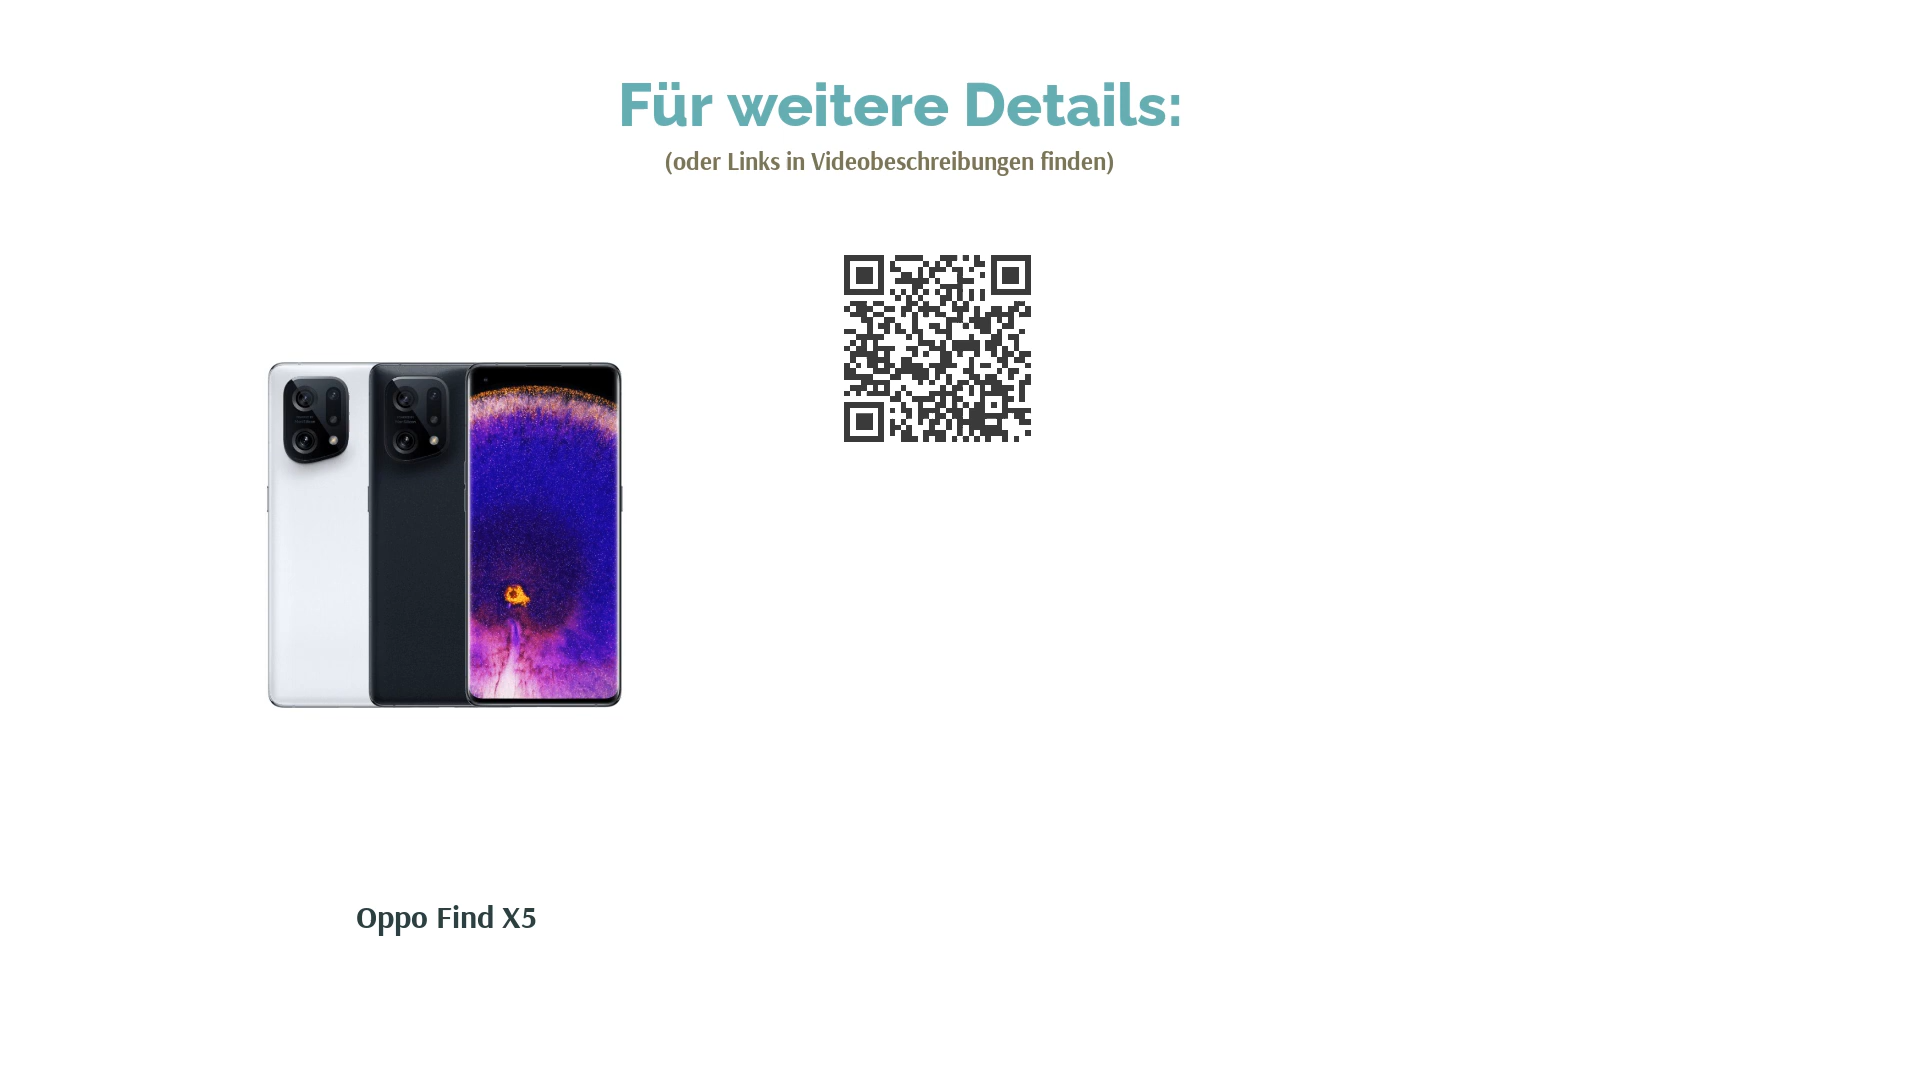 Für weitere Details:
(oder Links in Videobeschreibungen finden)
Oppo Find X5